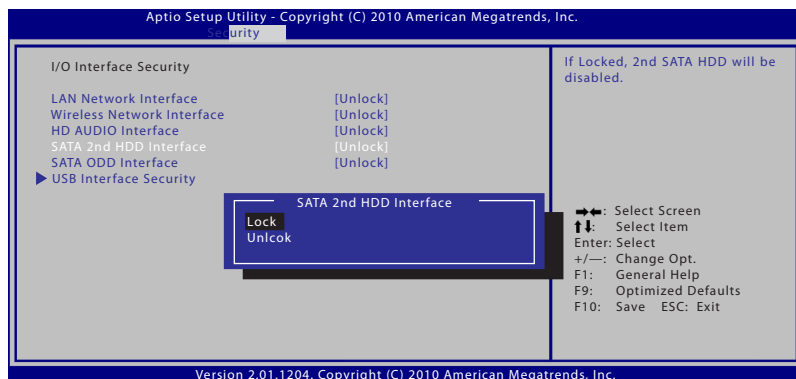 Aptio Setup Utility - Copyright (C) 2010 American Megatrends, Inc.
Security
I/O Interface Security
LAN Network Interface [Unlock]
Wireless Network Interface [Unlock]
HD AUDIO Interface [Unlock]
SATA 2nd HDD Interface [Unlock]
SATA ODD Interface [Unlock]
USB Interface Security
SATA 2nd HDD Interface
Lock
Unlcok
If Locked, 2nd SATA HDD will be
disabled.
→←: Select Screen
↑↓: Select Item
Enter: Select
+/—: Change Opt.
F1: General Help
F9: Optimized Defaults
F10: Save ESC: Exit
Version 2.01.1204. Copyright (C) 2010 American Megatrends, Inc.